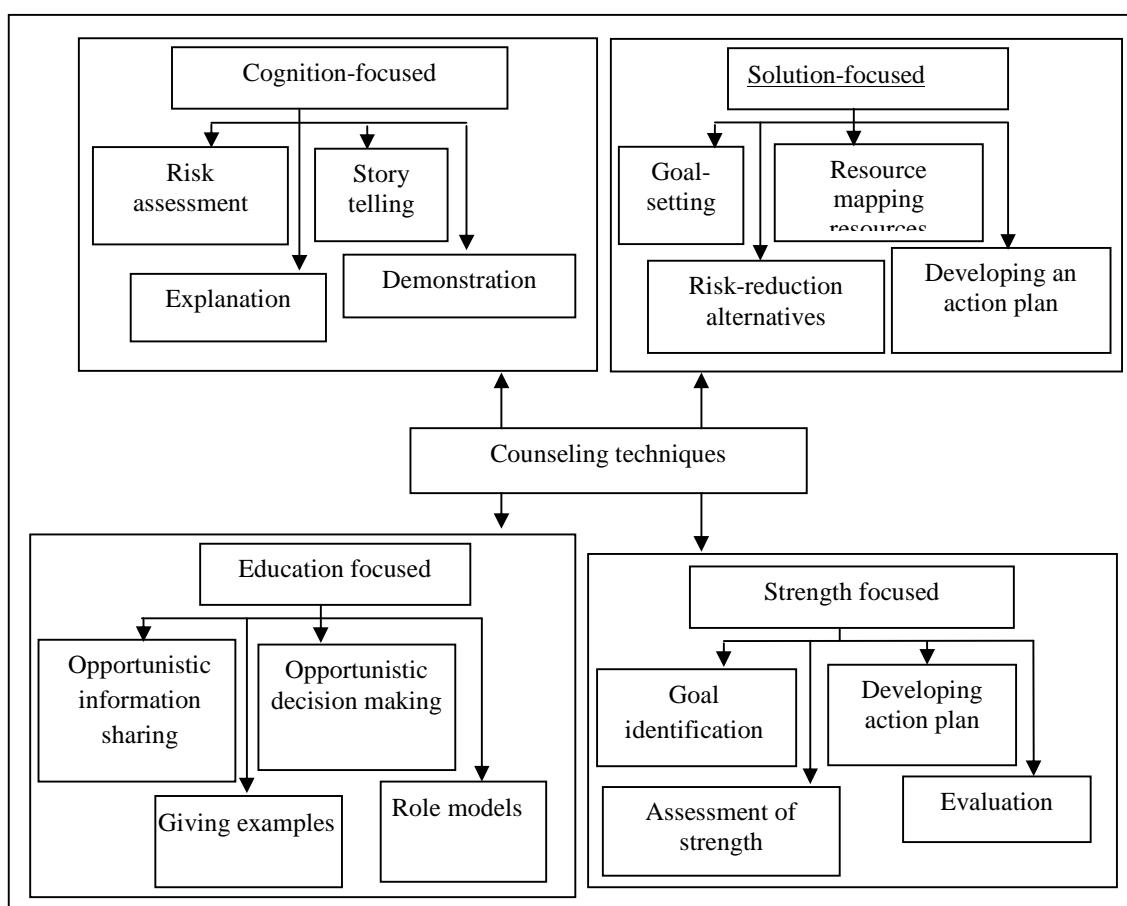 Cognition-focused
Risk
assessment
Story
telling
Explanation
Demonstration
Solution-focused
Goal-
setting
Resource
mapping
resources
Risk-reduction
alternatives
Developing an
action plan
Counseling techniques
Education focused
Opportunistic
information
sharing
Opportunistic
decision making
Giving examples
Role models
Strength focused
Goal
identification
Developing
action plan
Assessment of
strength
Evaluation